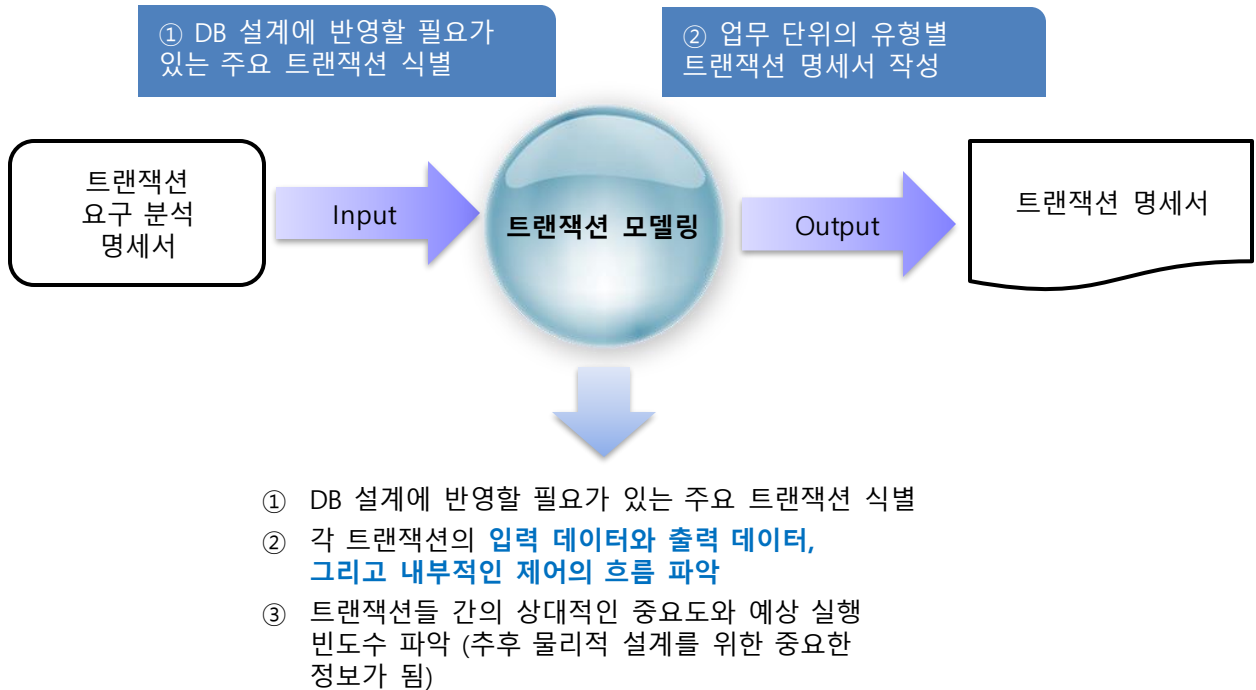 ① DB 설계에 반영할 필요가
있는 주요 트랜잭션 식별
② 업무 단위의 유형별
트랜잭션 명세서 작성
트랜잭션
요구 분석
명세서
Input
트랜잭션 모델링
Output
트랜잭션 명세서
① DB 설계에 반영할 필요가 있는 주요 트랜잭션 식별
② 각 트랜잭션의 입력 데이터와 출력 데이터,
그리고 내부적인 제어의 흐름 파악
③ 트랜잭션들 간의 상대적인 중요도와 예상 실행
빈도수 파악 (추후 물리적 설계를 위한 중요한
정보가 됨)